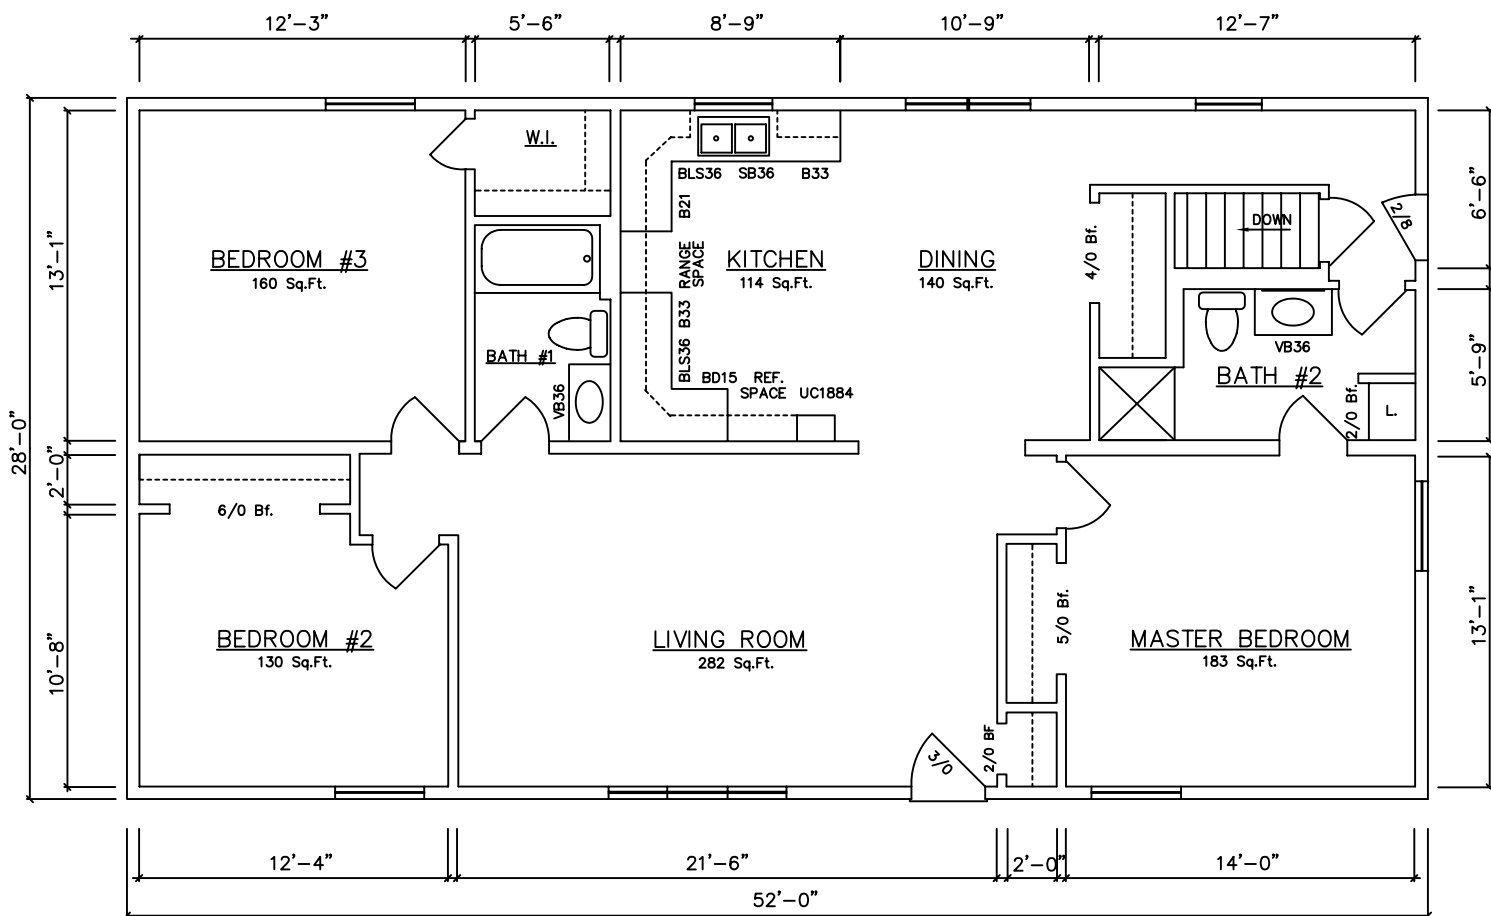 12'-3" 5'-6" 8'-9" 10'-9" 12'-7"
W.I.
BLS36 SB36 B33
B21
6'-6"
2/8
DOWN
4/0 Bf.
13'-1"
BEDROOM #3
160 Sq.Ft.
RANGE
SPACE
KITCHEN
114 Sq.Ft.
DINING
140 Sq.Ft.
B33
BLS36
BATH #1
VB36
BD15 REF.
SPACE UC1884
VB36
BATH #2
5'-9"
2/0 Bf.
L.
28'-0"
2'-0"
6/0 Bf.
BEDROOM #2
130 Sq.Ft.
10'-8"
LIVING ROOM
282 Sq.Ft.
5/0 Bf.
MASTER BEDROOM
183 Sq.Ft.
13'-1"
3/0
2/0 BF
12'-4" 21'-6" 2'-0" 14'-0"
52'-0"